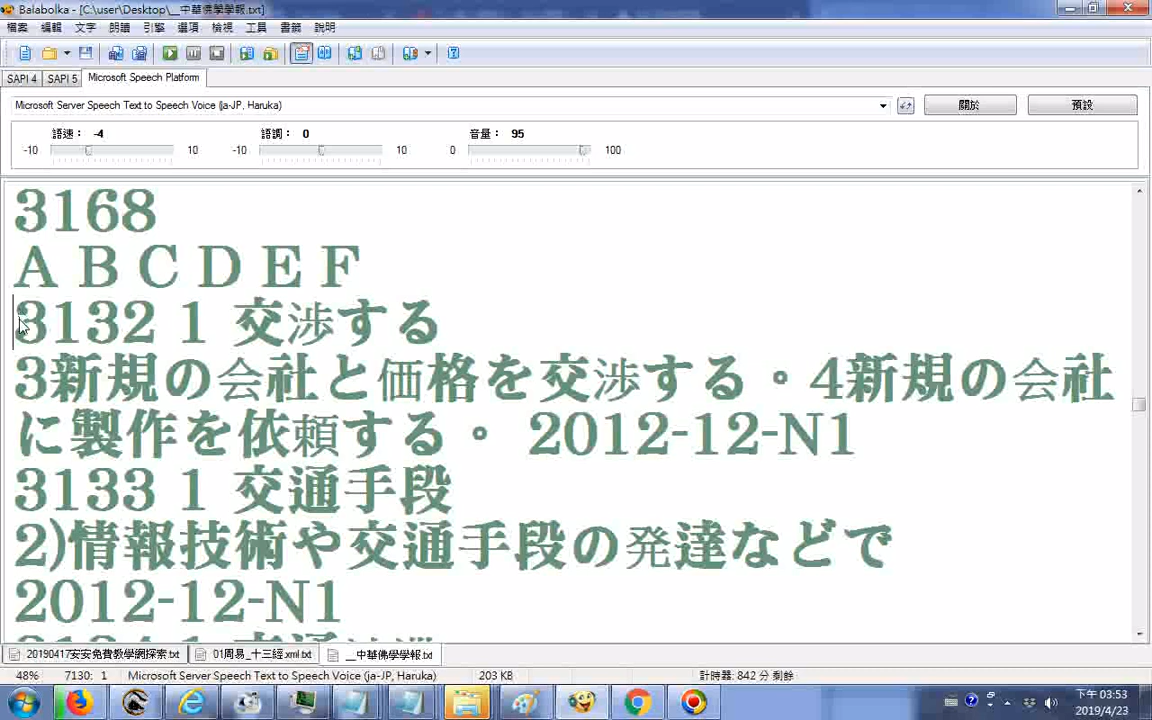 Balabolka - [C:\user\Desktop\__中華佛學學報.txt]
檔案 編輯 文字 朗讀 引擎 選項 檢視 工具 書籤 說明
SAPI 4 SAPI 5 Microsoft Speech Platform
Microsoft Server Speech Text to Speech Voice (ja-JP, Haruka) 關於 預設
語速： -4 語調： 0 音量： 95
-10 10 -10 10 0 100
3168
A B C D E F
3132 1 交渉する
3新規の会社と価格を交渉する。4新規の会社
に製作を依頼する。 2012-12-N1
3133 1 交通手段
2)情報技術や交通手段の発達などで
2012-12-N1
20190417安安免費教學網探索.txt 01周易_十三經.xml.txt __中華佛學學報.txt
48% 7130: 1 Microsoft Server Speech Text to Speech Voice (ja-JP, Haruka) 203 KB 計時器: 842 分 剩餘
下午 03:53
2019/4/23